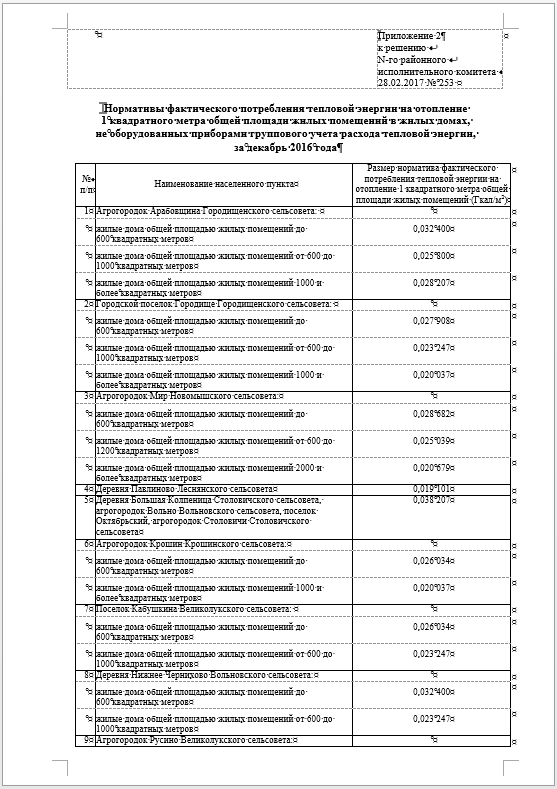 Приложение 2
к решению
N-го районного
исполнительного комитета
28.02.2017 № 253
Нормативы фактического потребления тепловой энергии на отопление
1 квадратного метра общей площади жилых помещений в жилых домах,
не оборудованных приборами группового учета расхода тепловой энергии,
за декабрь 2016 года
№
п/п
Наименование населенного пункта
Размер норматива фактического
потребления тепловой энергии на
отопление 1 квадратного метра общей
площади жилых помещений (Гкал/м²)
1 Агрогородок Арабовщина Городищенского сельсовета:
жилые дома общей площадью жилых помещений до
600 квадратных метров
0,032 400
жилые дома общей площадью жилых помещений от 600 до
1000 квадратных метров
0,025 800
жилые дома общей площадью жилых помещений 1000 и
более квадратных метров
0,028 207
2 Городской поселок Городище Городищенского сельсовета:
жилые дома общей площадью жилых помещений до
600 квадратных метров
0,027 908
жилые дома общей площадью жилых помещений от 600 до
1000 квадратных метров
0,023 247
жилые дома общей площадью жилых помещений 1000 и
более квадратных метров
0,020 037
3 Агрогородок Мир Новомышского сельсовета:
жилые дома общей площадью жилых помещений до
600 квадратных метров
0,028 682
жилые дома общей площадью жилых помещений от 600 до
1200 квадратных метров
0,025 039
жилые дома общей площадью жилых помещений 2000 и
более квадратных метров
0,020 679
4 Деревня Павлиново Леснянского сельсовета 0,019 101
5 Деревня Большая Колпеница Столовичского сельсовета, 0,038 207
агрогородок Вольно Вольновского сельсовета, поселок
Октябрьский, агрогородок Столовичи Столовичского
сельсовета
6 Агрогородок Крошин Крошинского сельсовета:
жилые дома общей площадью жилых помещений до
600 квадратных метров
0,026 034
жилые дома общей площадью жилых помещений 1000 и
более квадратных метров
0,020 037
7 Поселок Кабушкина Великолукского сельсовета:
жилые дома общей площадью жилых помещений до
600 квадратных метров
0,026 034
жилые дома общей площадью жилых помещений от 600 до
1000 квадратных метров
0,023 247
8 Деревня Нижнее Чернихово Вольновского сельсовета:
жилые дома общей площадью жилых помещений до
600 квадратных метров
0,032 400
жилые дома общей площадью жилых помещений от 600 до
1000 квадратных метров
0,023 247
9 Агрогородок Русино Великолукского сельсовета: